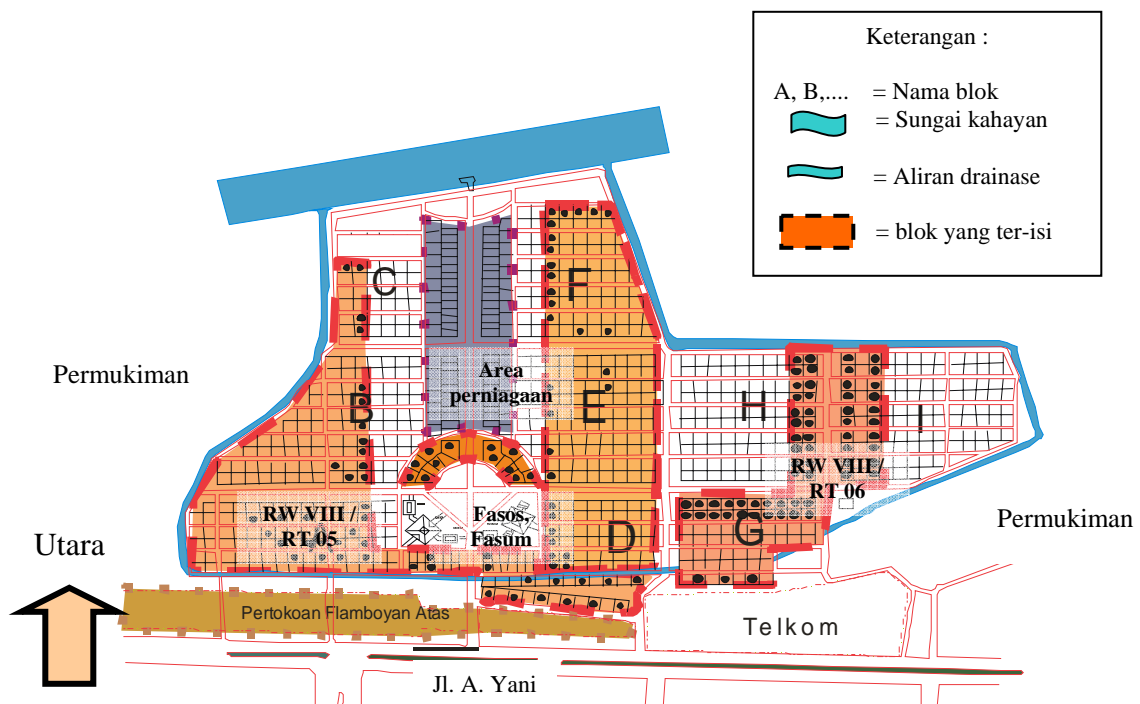 Keterangan :
A, B,.... = Nama blok
= Sungai kahayan
= Aliran drainase
= blok yang ter-isi
C
F
Permukiman
Area
perniagaan
B
E
H
I
RW VIII /
RT 06
RW VIII /
RT 05
Fasos,
Fasum
D
G
Permukiman
Utara
Pertokoan Flamboyan Atas
Telkom
Jl. A. Yani